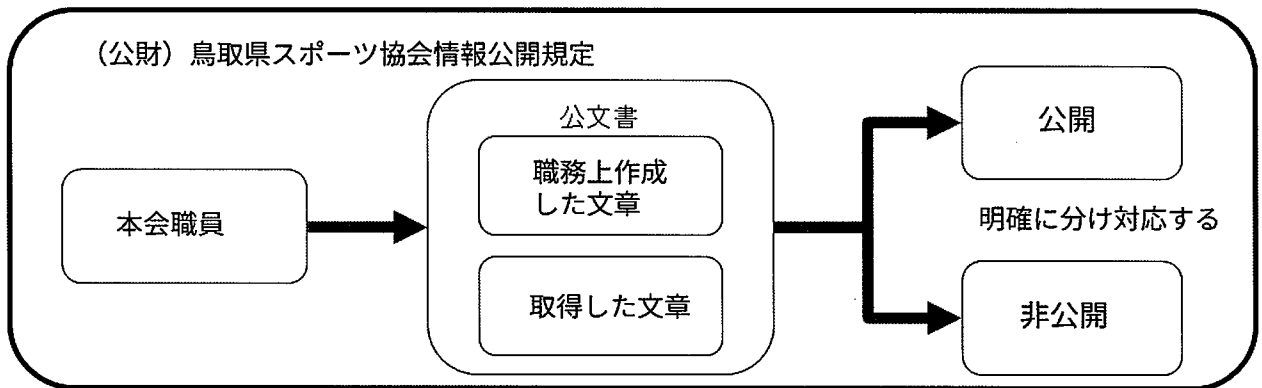 （公財）鳥取県スポーツ協会情報公開規定
本会職員
公文書
職務上作成
した文章
取得した文章
公開
明確に分け対応する
非公開